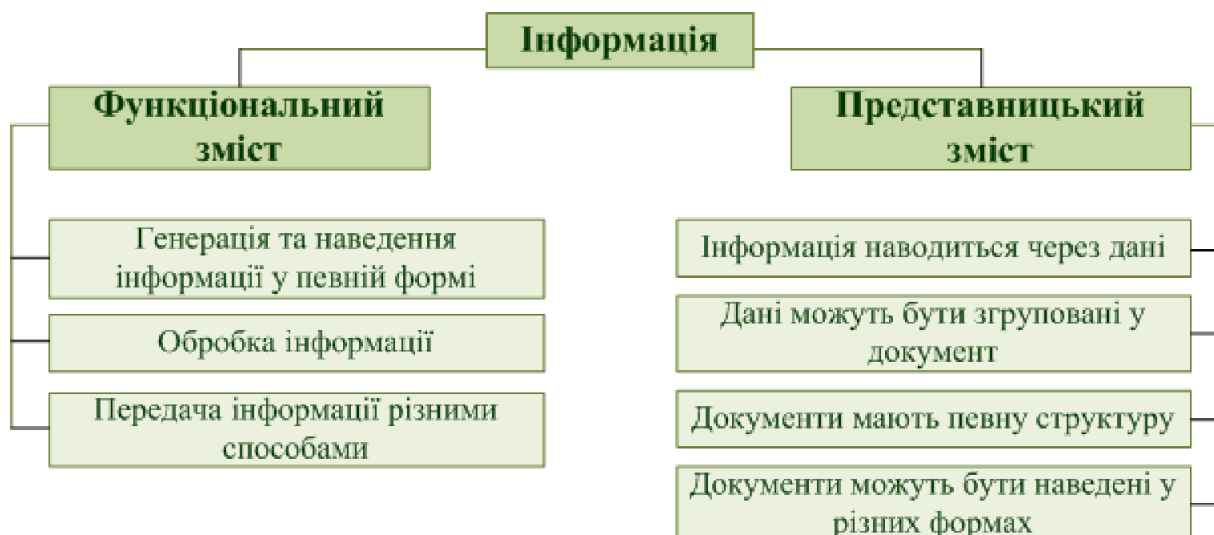 Інформація
Функціональний
зміст
Генерація та наведення
інформації у певній формі
Обробка інформації
Передача інформації різними
способами
Представницький
зміст
Інформація наводиться через дані
Дані можуть бути згруповані у
документ
Документи мають певну структуру
Документи можуть бути наведені у
різних формах